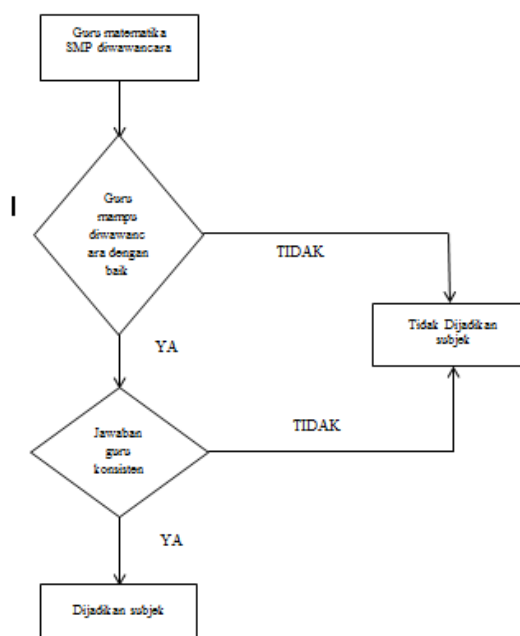 Guru matematika
SMP diwawancara
Guru
mampu
diwawanc
ara dengan
baik
TIDAK
Tidak Dijadikan
subjek
YA
Jawaban
guru
konsisten
TIDAK
YA
Dijadikan subjek